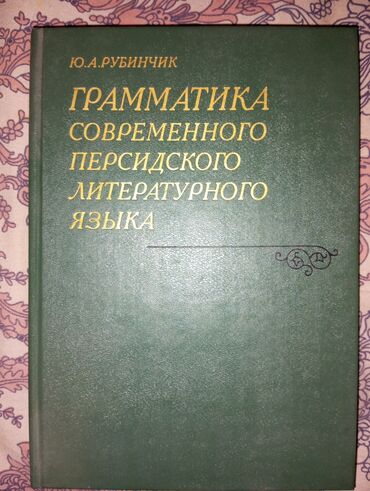 Ю.А.РУБИНЧИК
ГРАММАТИКА
СОВРЕМЕННОГО
ПЕРСИДСКОГО
ЛИТЕРАТУРНОГО
ЯЗЫКА